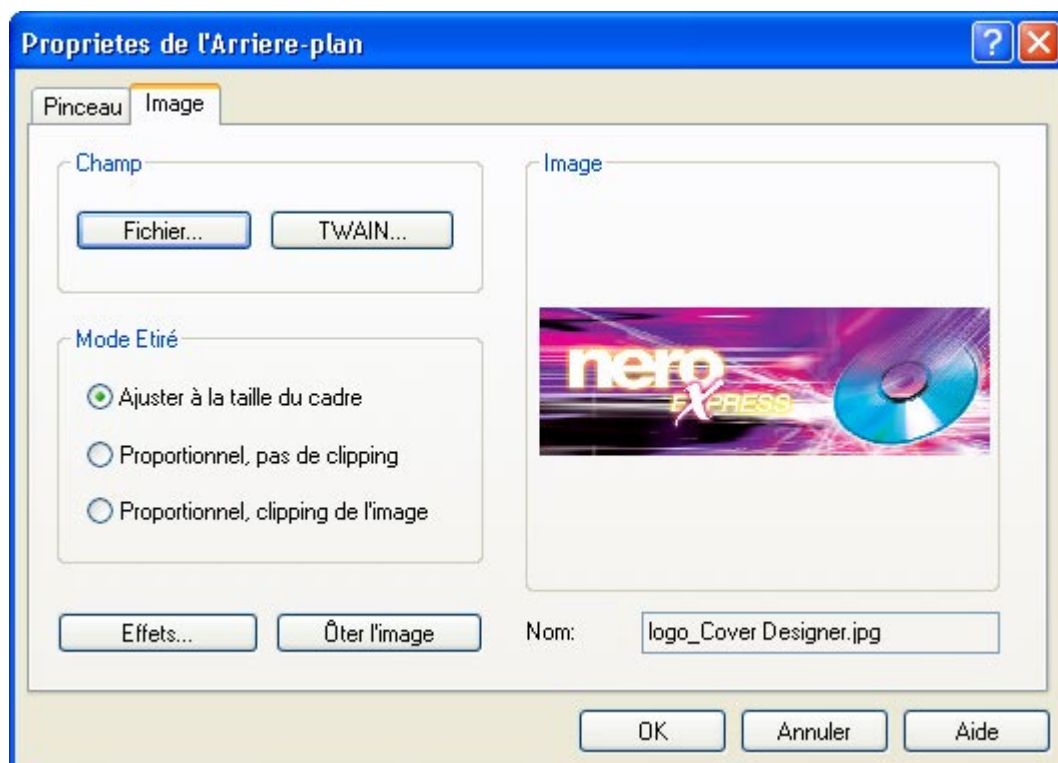 Proprietes de l'Arriere-plan
Pinceau
Image
Champ
Fichier...
TWAIN...
Mode Etiré
Ajuster à la taille du cadre
Proportionnel, pas de clipping
Proportionnel, clipping de l'image
Effets...
Ôter l'image
Image
nero
EXPRESS
Nom:
logo_Cover Designer.jpg
OK
Annuler
Aide